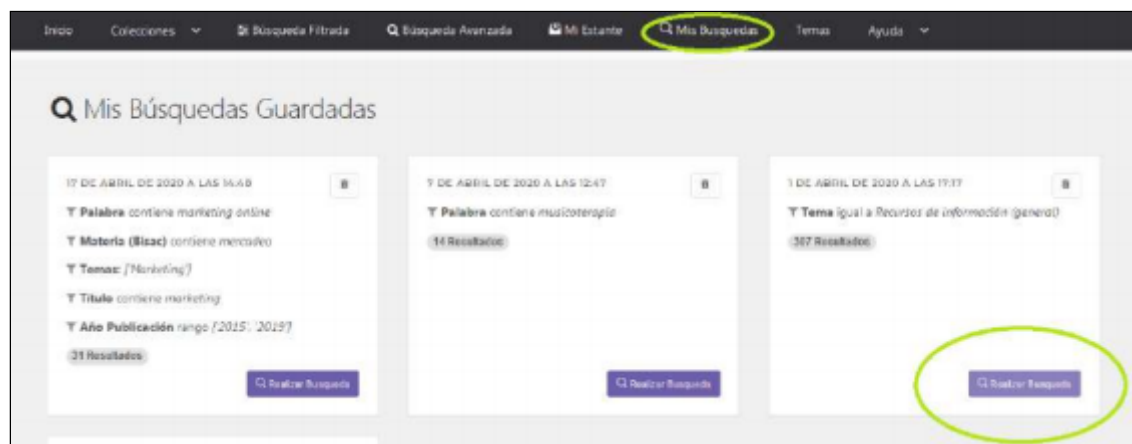 Inicio Colecciones Búsqueda Filtrada Búsqueda Avanzada Mi Estante Mis Busquedas Temas Ayuda
Mis Búsquedas Guardadas
17 DE ABRIL DE 2020 A LAS 14:48
Palabra contiene marketing online
Materia (Bisac) contiene mercadeo
Temas: ['Marketing']
Título contiene marketing
Año Publicación rango ['2015', '2019']
31 Resultados
Realizar Busqueda
7 DE ABRIL DE 2020 A LAS 12:47
Palabra contiene musicoterapia
14 Resultados
Realizar Busqueda
1 DE ABRIL DE 2020 A LAS 17:17
Tema igual a Recursos de información (general)
307 Resultados
Realizar Busqueda